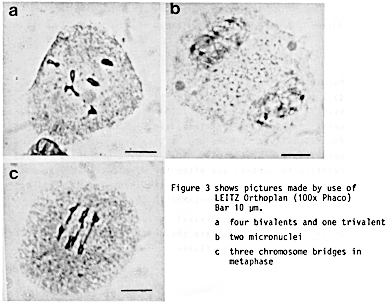 a
b
c
Figure 3 shows pictures made by use of
LEITZ Orthoplan (100x Phaco)
Bar 10 µm.
a four bivalents and one trivalent
b two micronuclei
c three chromosome bridges in
metaphase